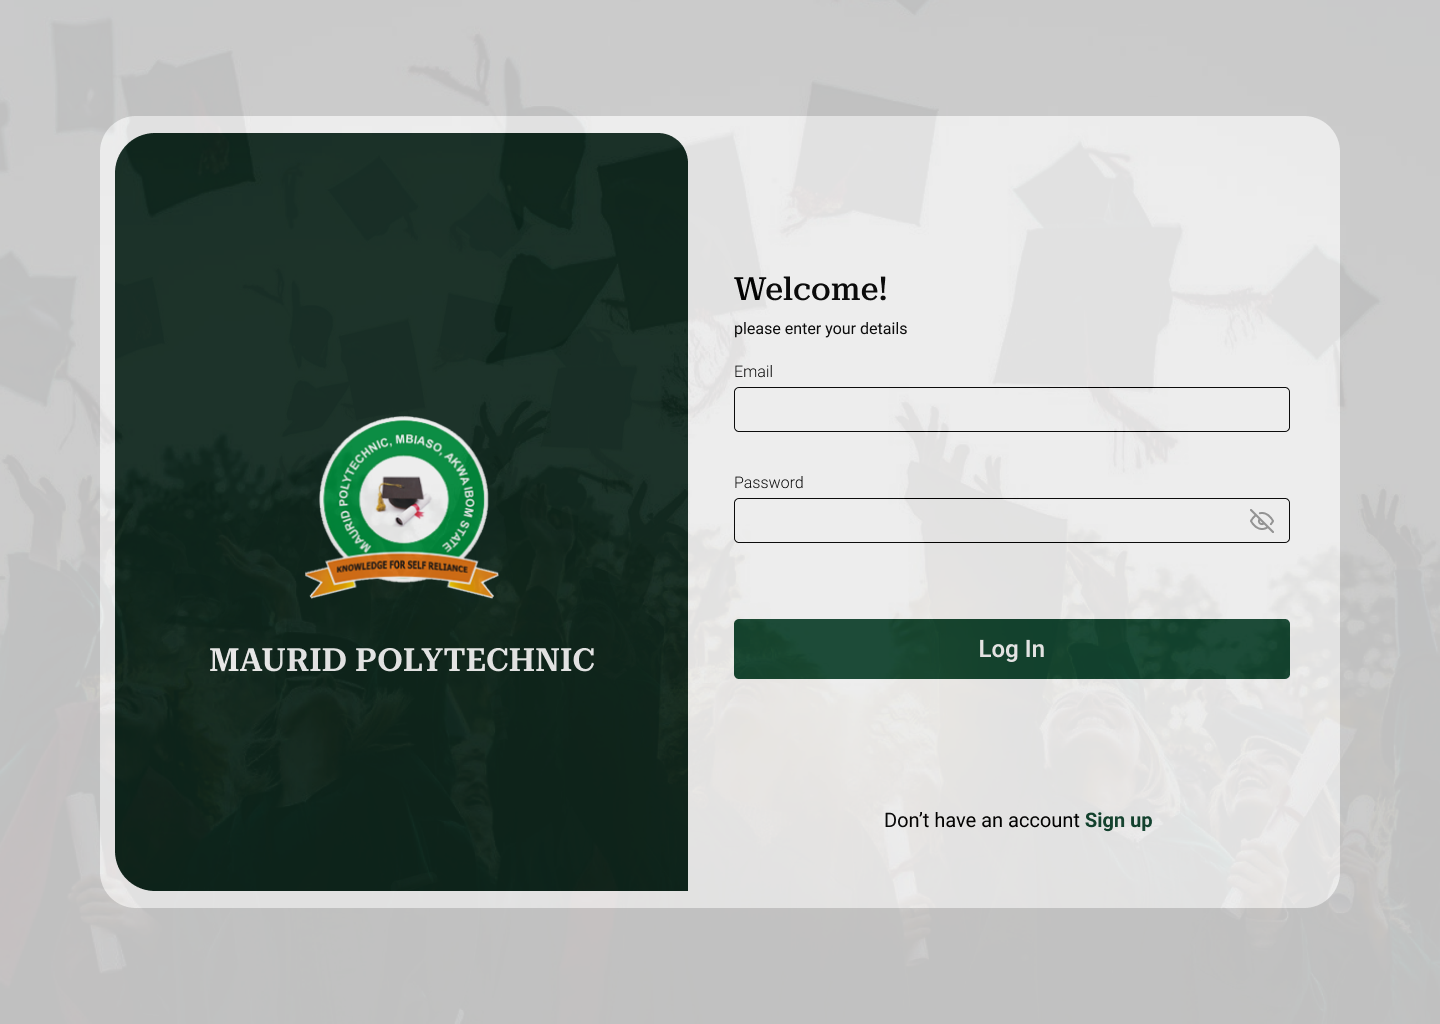 MAURID POLYTECHNIC, MBIASO, AKWA IBOM STATE
KNOWLEDGE FOR SELF RELIANCE
MAURID POLYTECHNIC
Welcome!
please enter your details
Email
Password
Log In
Don’t have an account Sign up